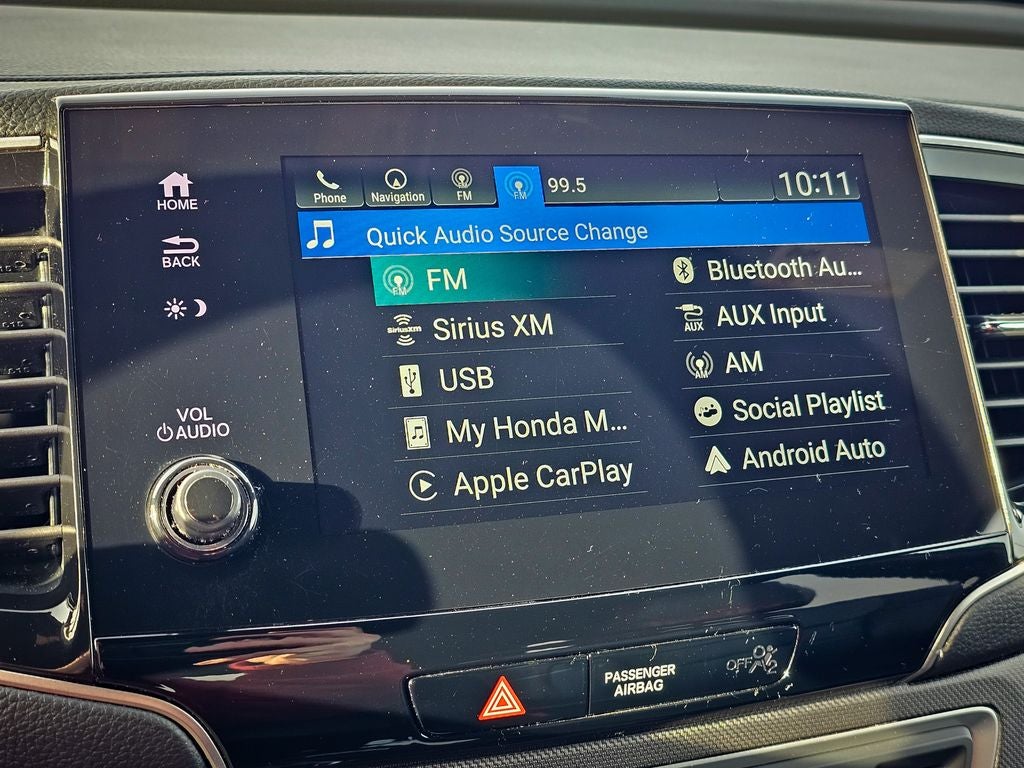 HOME
BACK
VOL
AUDIO
Phone
Navigation
FM
FM
99.5
10:11
Quick Audio Source Change
FM
FM
SiriusXM
Sirius XM
USB
My Honda M...
Apple CarPlay
Bluetooth Au...
AUX
AUX Input
AM
AM
Social Playlist
Android Auto
PASSENGER
AIRBAG
OFF
2